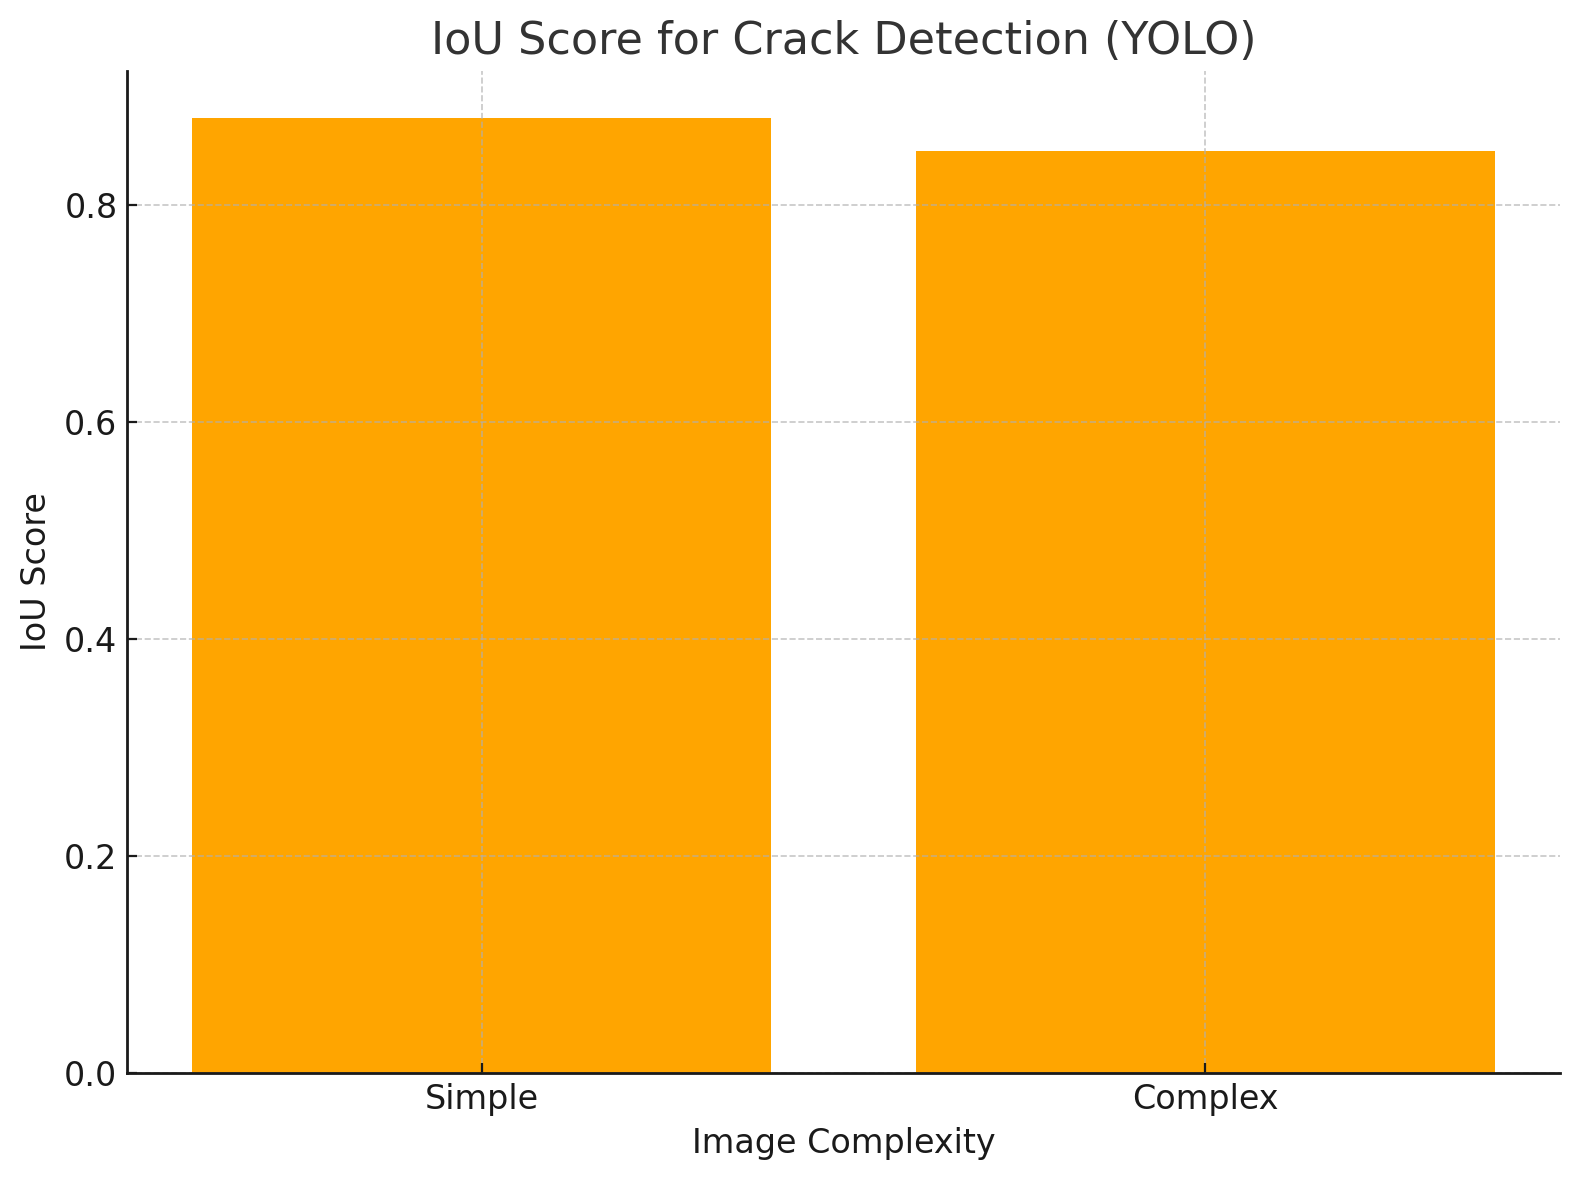 IoU Score for Crack Detection (YOLO)
IoU Score
0.8
0.6
0.4
0.2
0.0
Simple
Complex
Image Complexity